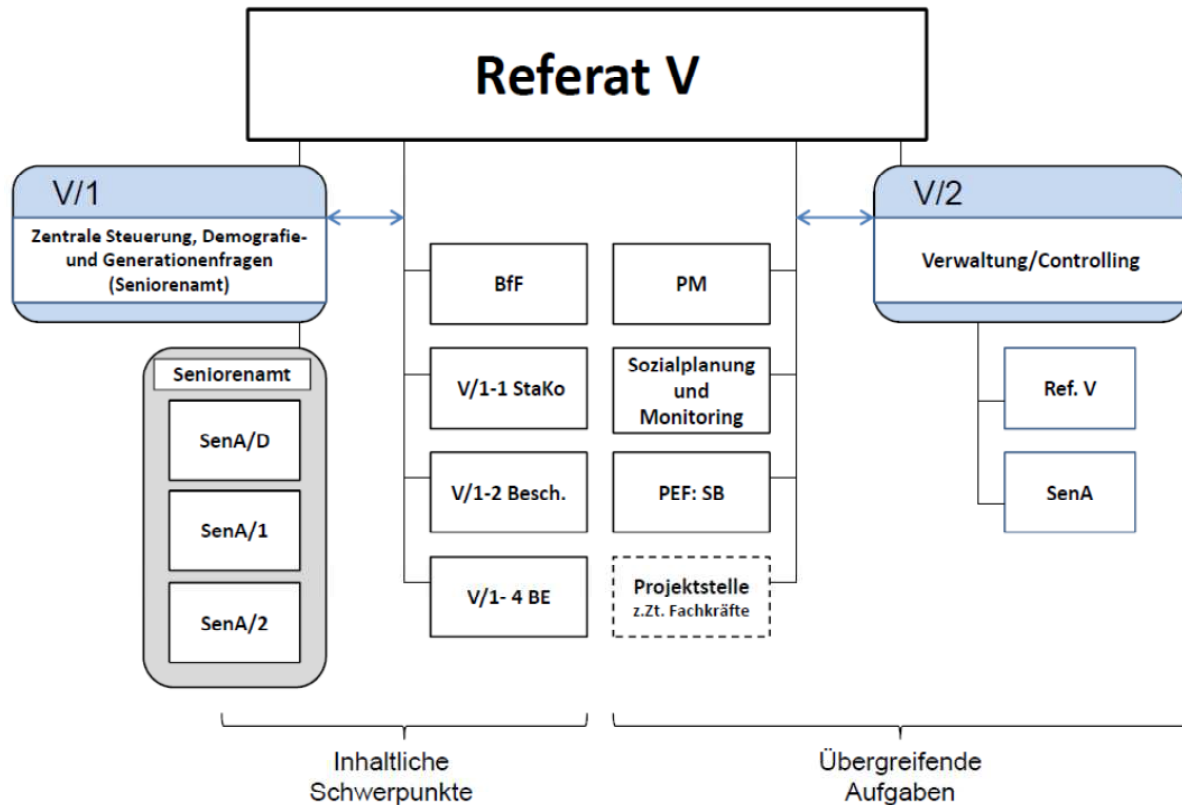 Referat V
V/1
Zentrale Steuerung, Demografie-
und Generationenfragen
(Seniorenamt)
V/2
Verwaltung/Controlling
BfF
PM
Seniorenamt
SenA/D
SenA/1
SenA/2
V/1-1 StaKo
V/1-2 Besch.
V/1- 4 BE
Sozialplanung
und
Monitoring
PEF: SB
Projektstelle
z.Zt. Fachkräfte
Ref. V
SenA
Inhaltliche
Schwerpunkte
Übergreifende
Aufgaben